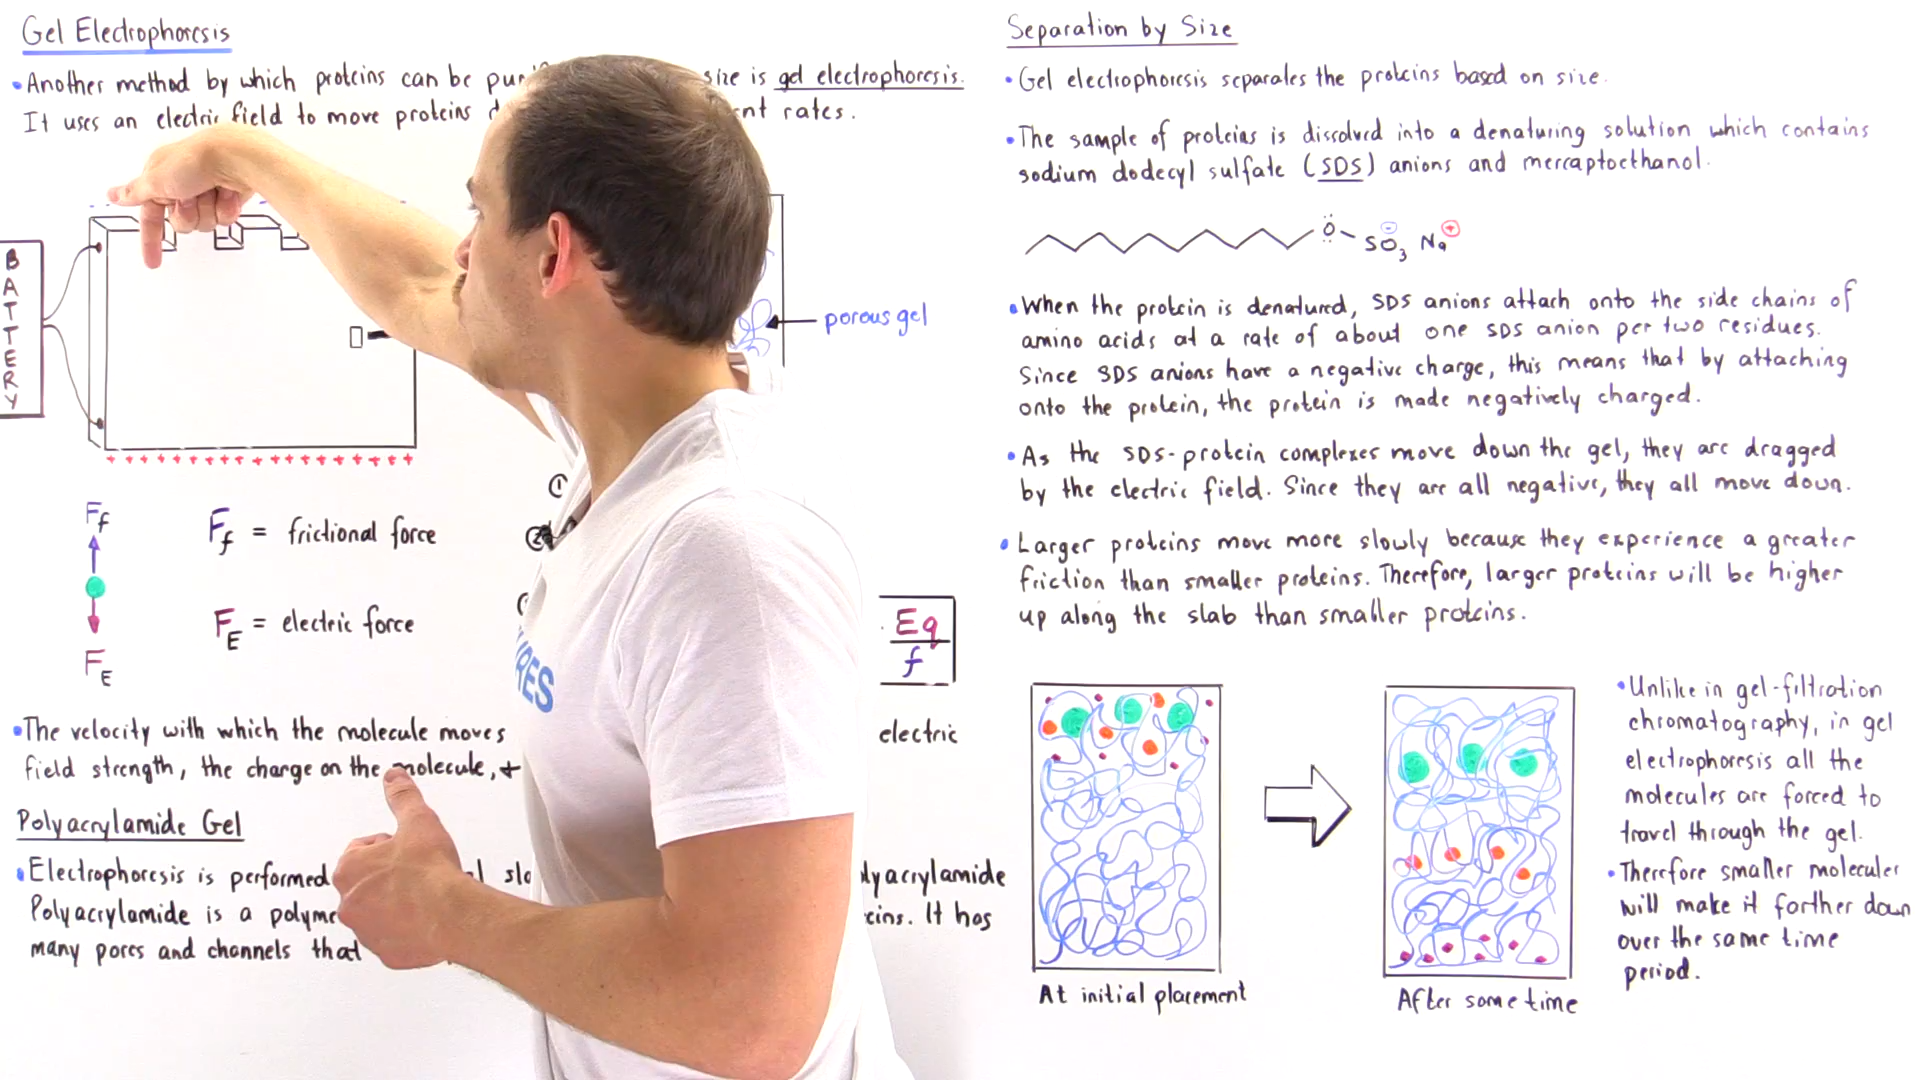 Gel Electrophoresis
•Another method by which proteins can be size is gel electrophoresis.
It uses an electric field to move proteins rates.
BATTERY
porous gel
+ + + + + + + + + + + + + + + + + + +
①
②
Ff
Ff = frictional force
FE = electric force
FE
Eq
f
•The velocity with which the molecule moves electric
field strength, the charge on the molecule, +
Polyacrylamide Gel
•Electrophoresis is performed
Polyacrylamide is a It has
many pores and channels that
Separation by Size
•Gel electrophoresis separates the proteins based on size.
•The sample of proteins is dissolved into a denaturing solution which contains
sodium dodecyl sulfate (SDS) anions and mercaptoethanol.
O SO3 - Na +
•When the protein is denatured, SDS anions attach onto the side chains of
amino acids at a rate of about one SDS anion per two residues.
Since SDS anions have a negative charge, this means that by attaching
onto the protein, the protein is made negatively charged.
•As the SDS-protein complexes move down the gel, they are dragged
by the electric field. Since they are all negative, they all move down.
•Larger proteins move more slowly because they experience a greater
friction than smaller proteins. Therefore, larger proteins will be higher
up along the slab than smaller proteins.
At initial placement
After some time
•Unlike in gel-filtration
chromatography, in gel
electrophoresis all the
molecules are forced to
travel through the gel.
•Therefore smaller molecules
will make it farther down
over the same time
period.